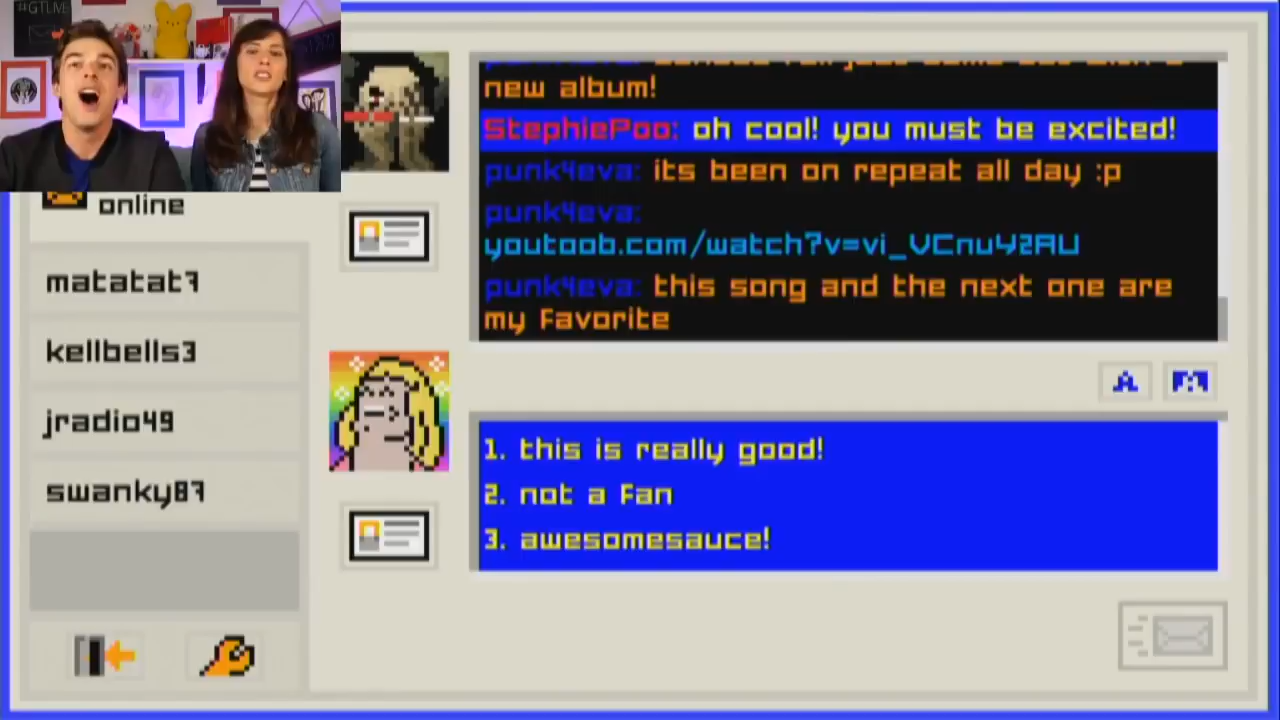 #GTLIVE
new album!
StephiePoo: oh cool! you must be excited!
punk4eva: its been on repeat all day :p
punk4eva:
youtoob.com/watch?v=vi_VCnuY2AU
punk4eva: this song and the next one are
my favorite
online
matatat7
kellbells3
jradio49
swanky87
A
1. this is really good!
2. not a fan
3. awesomesauce!